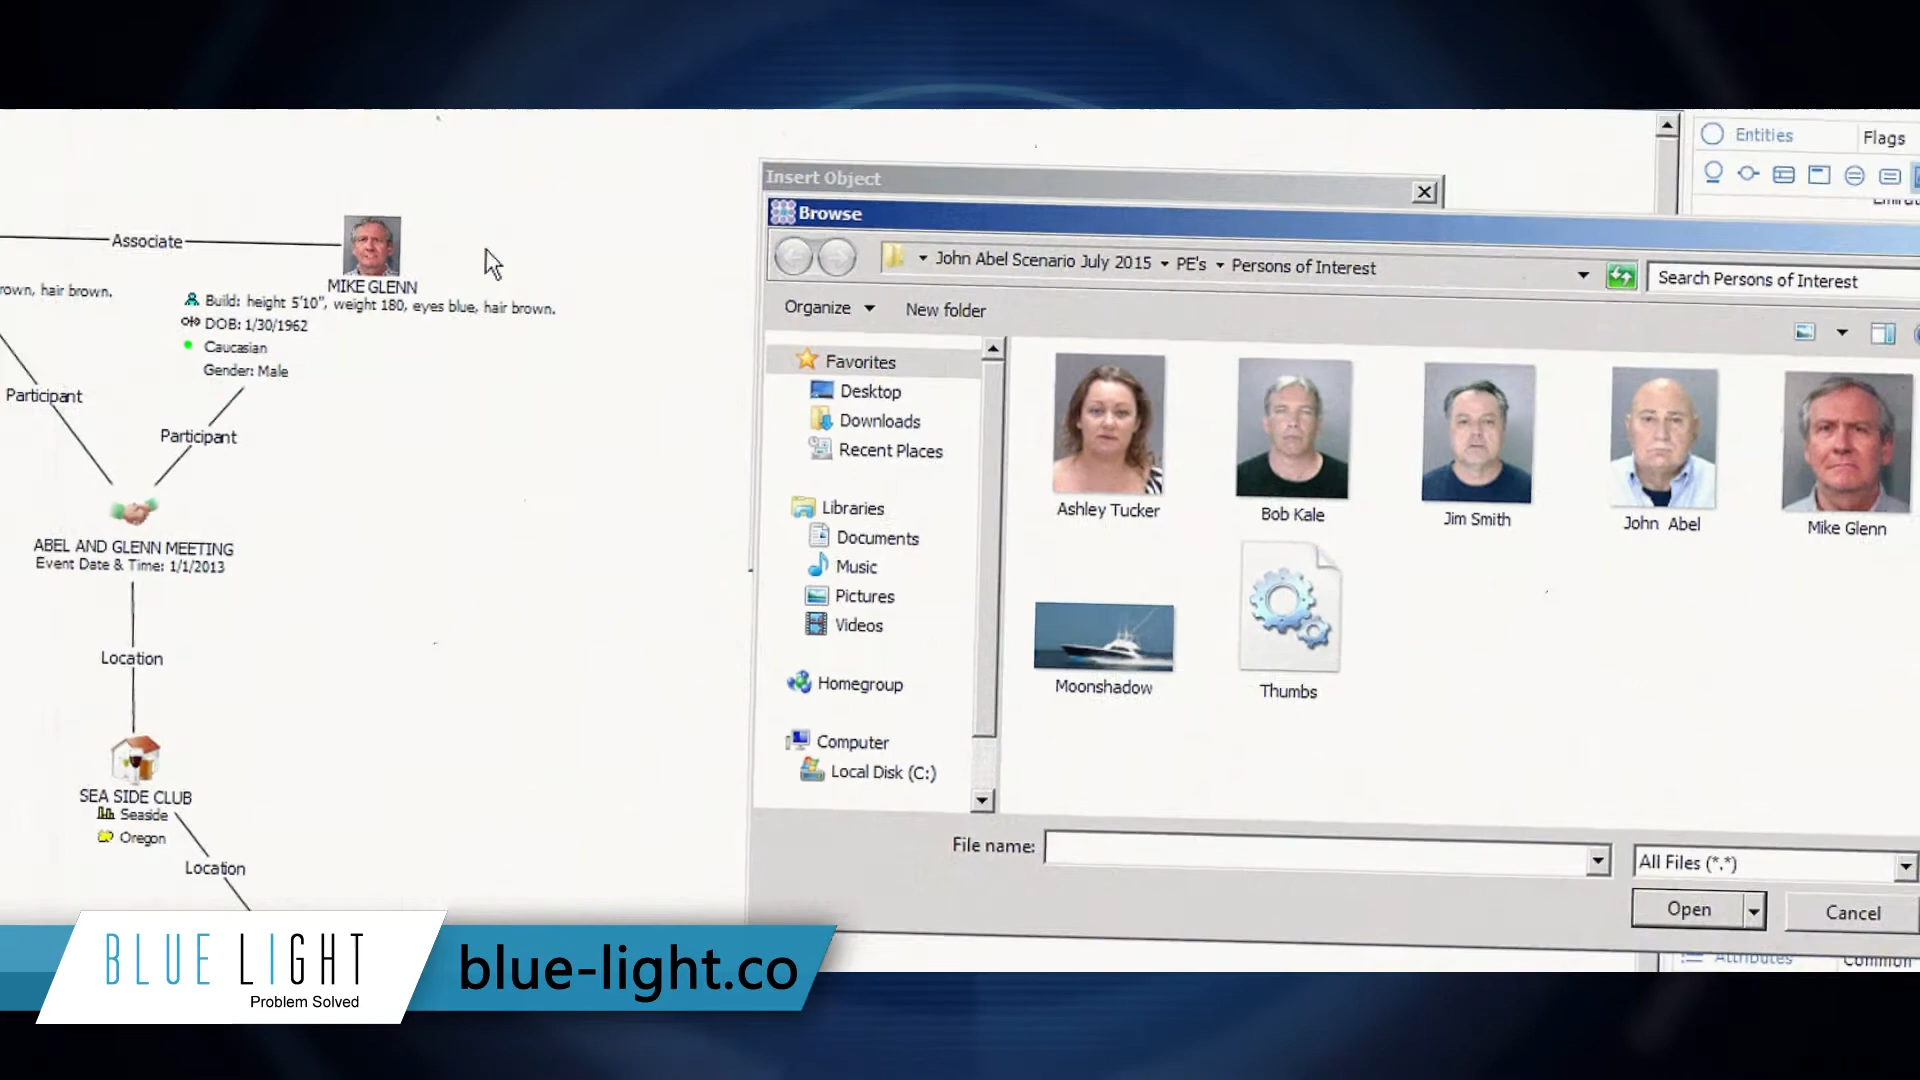 Associate
MIKE GLENN
rown, hair brown.
Build: height 5'10", weight 180, eyes blue, hair brown.
DOB: 1/30/1962
Caucasian
Gender: Male
Participant
Participant
ABEL AND GLENN MEETING
Event Date & Time: 1/1/2013
Location
SEA SIDE CLUB
Seaside
Oregon
Location
Insert Object
Browse
John Abel Scenario July 2015 PE's Persons of Interest
Search Persons of Interest
Organize New folder
Favorites
Desktop
Downloads
Recent Places
Libraries
Documents
Music
Pictures
Videos
Homegroup
Computer
Local Disk (C:)
Ashley Tucker
Bob Kale
Jim Smith
John Abel
Mike Glenn
Moonshadow
Thumbs
File name:
All Files (*.*)
Open
Cancel
Entities
Flags
Attributes
Common
BLUE LIGHT
Problem Solved
blue-light.co